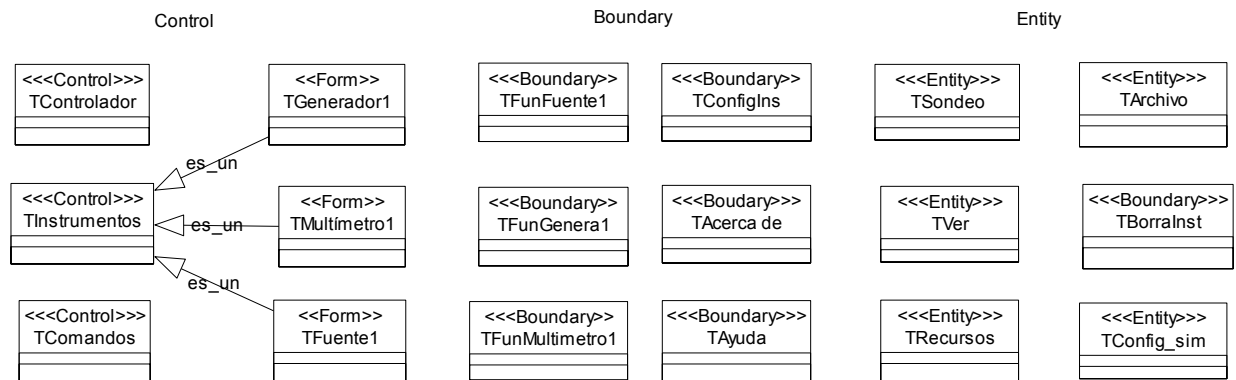 Control
Boundary
Entity
<<<Control>>>
TControlador
<<Form>>
TGenerador1
<<<Boundary>>
TFunFuente1
<<<Boundary>
TConfigIns
<<<Entity>>
TSondeo
<<<Entity>>
TArchivo
es_un
<<<Control>>>
TInstrumentos
<<Form>>
TMultímetro1
es_un
<<<Boundary>>
TFunGenera1
<<<Boudary>>>
TAcerca de
<<<Entity>>>
TVer
<<<Boundary>>>
TBorraInst
es_un
<<<Control>>>
TComandos
<<Form>>
TFuente1
<<<Boundary>>
TFunMultimetro1
<<<Boundary>>>
TAyuda
<<<Entity>>>
TRecursos
<<<Entity>>>
TConfig_sim